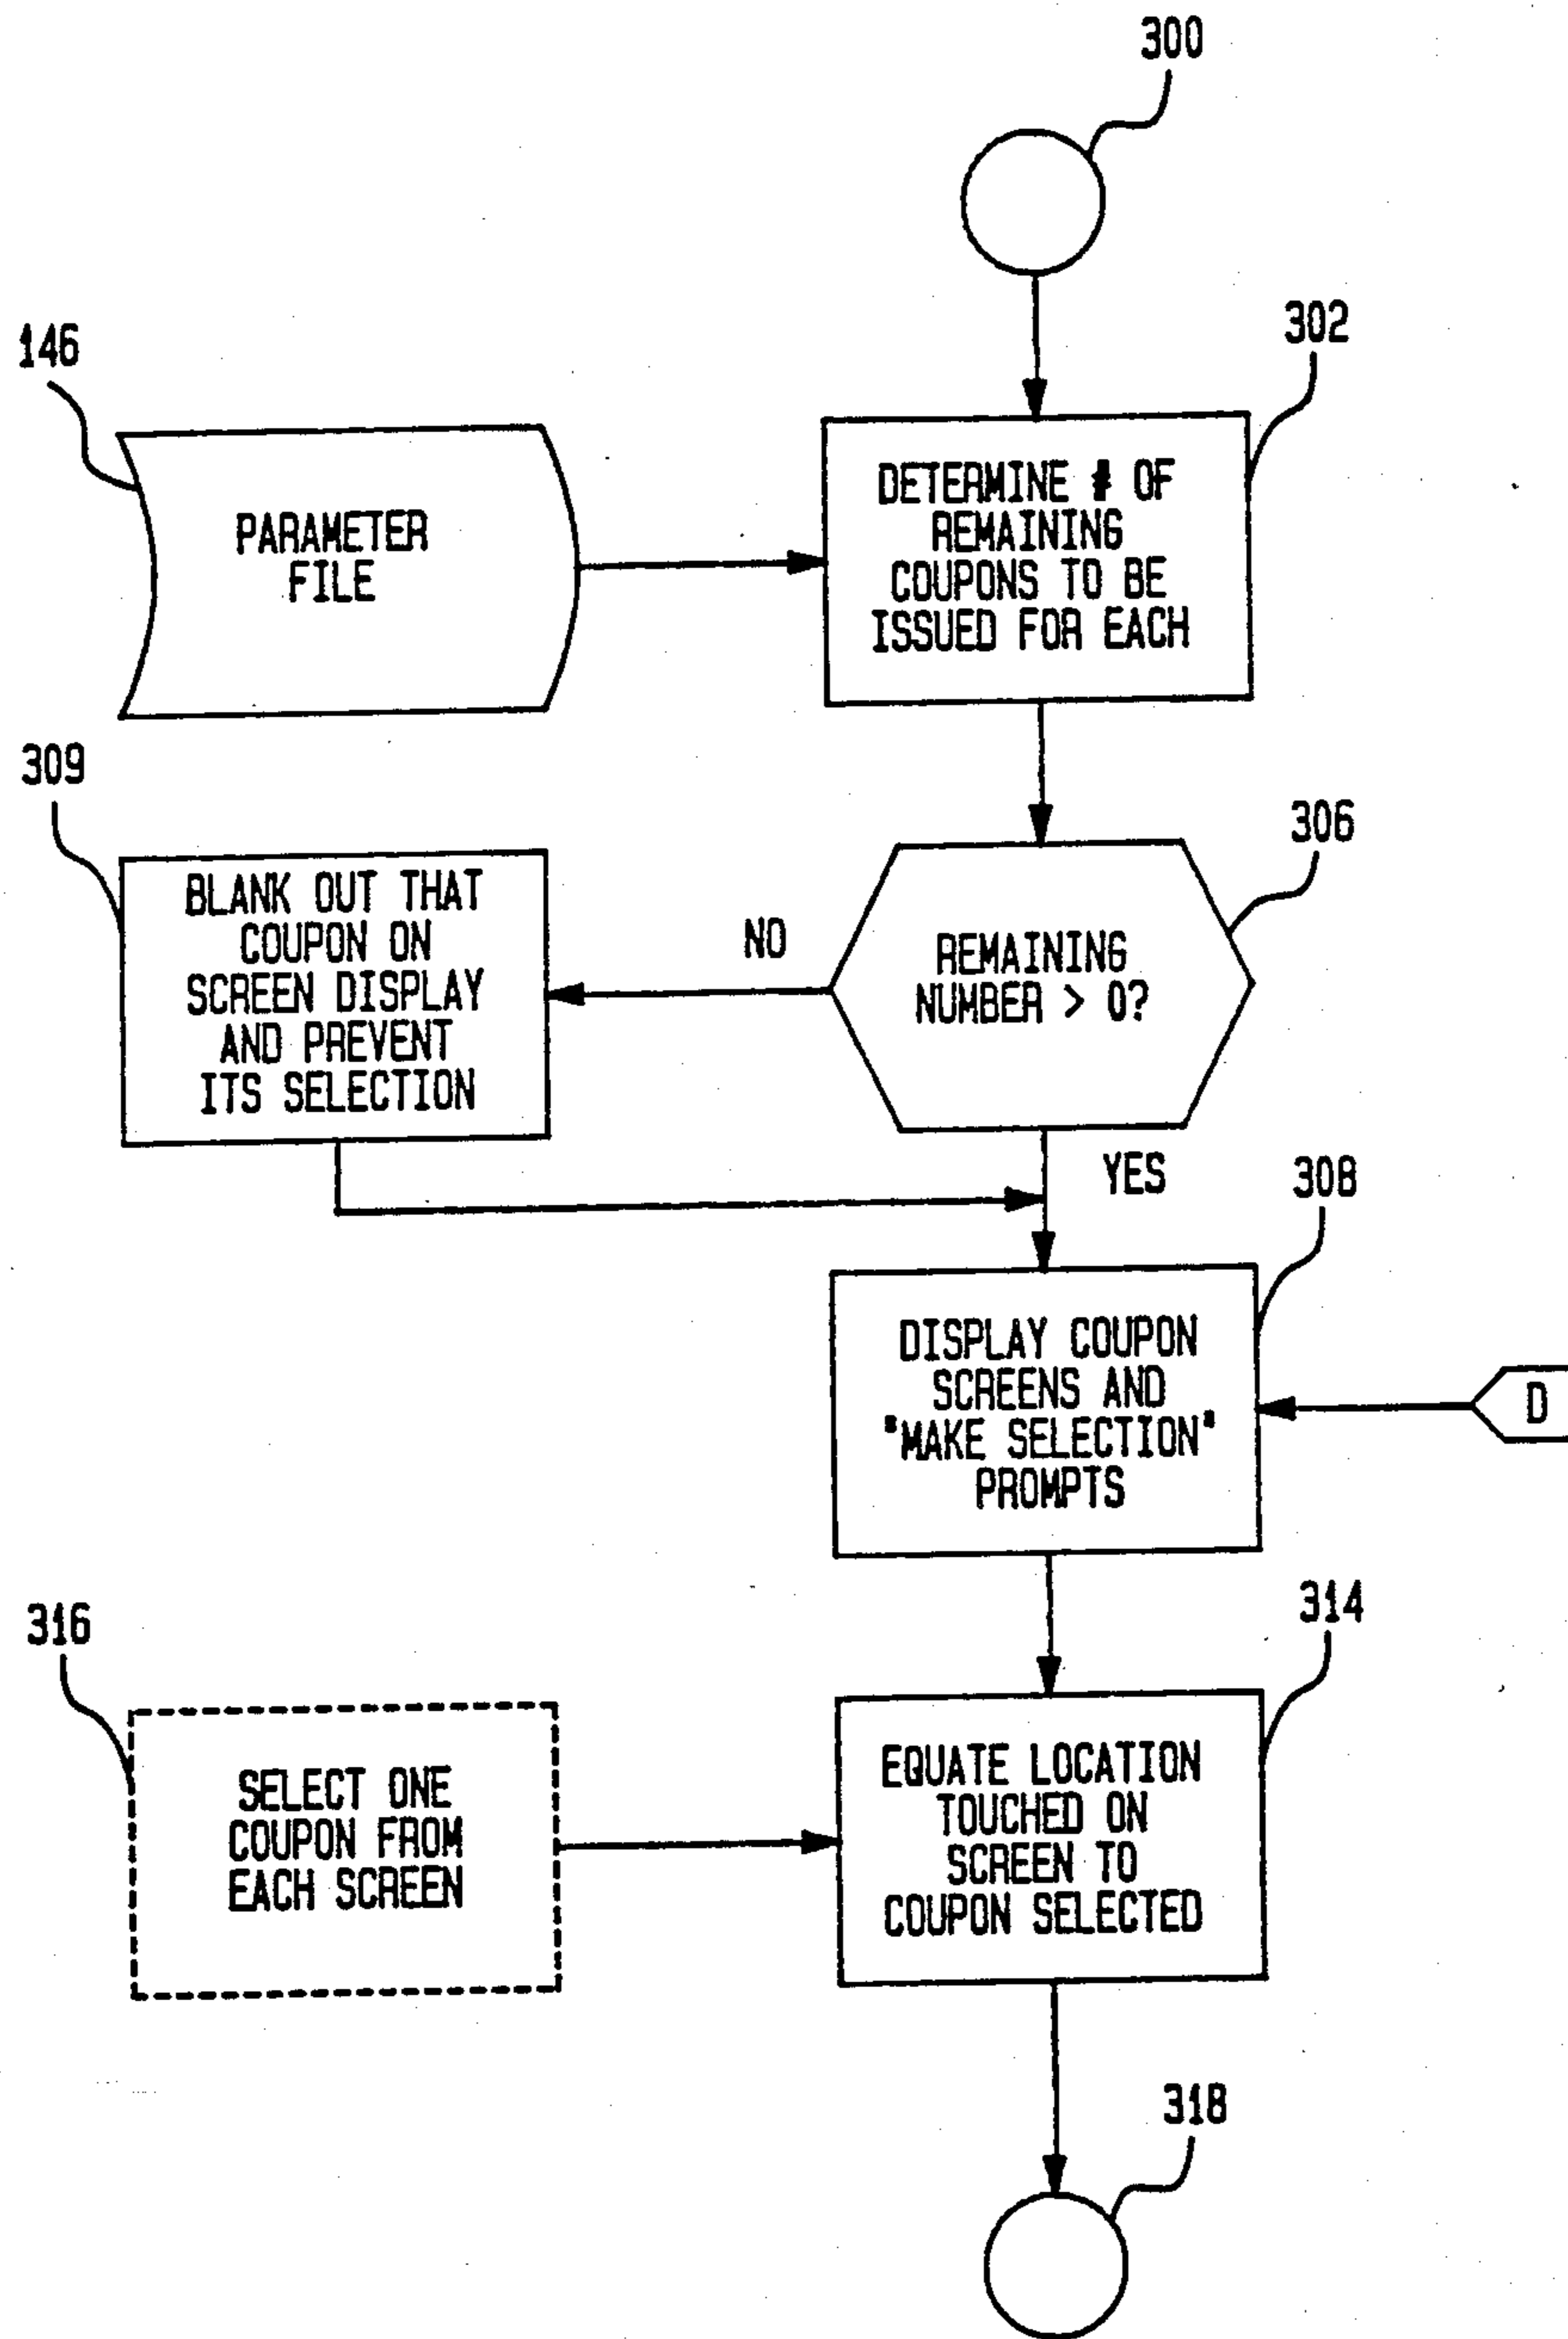 300
302
146
DETERMINE # OF
REMAINING
COUPONS TO BE
ISSUED FOR EACH
PARAMETER
FILE
309
306
BLANK OUT THAT
COUPON ON
SCREEN DISPLAY
AND PREVENT
ITS SELECTION
NO
REMAINING
NUMBER > 0?
YES
308
DISPLAY COUPON
SCREENS AND
"MAKE SELECTION"
PROMPTS
D
316
314
SELECT ONE
COUPON FROM
EACH SCREEN
EQUATE LOCATION
TOUCHED ON
SCREEN TO
COUPON SELECTED
318